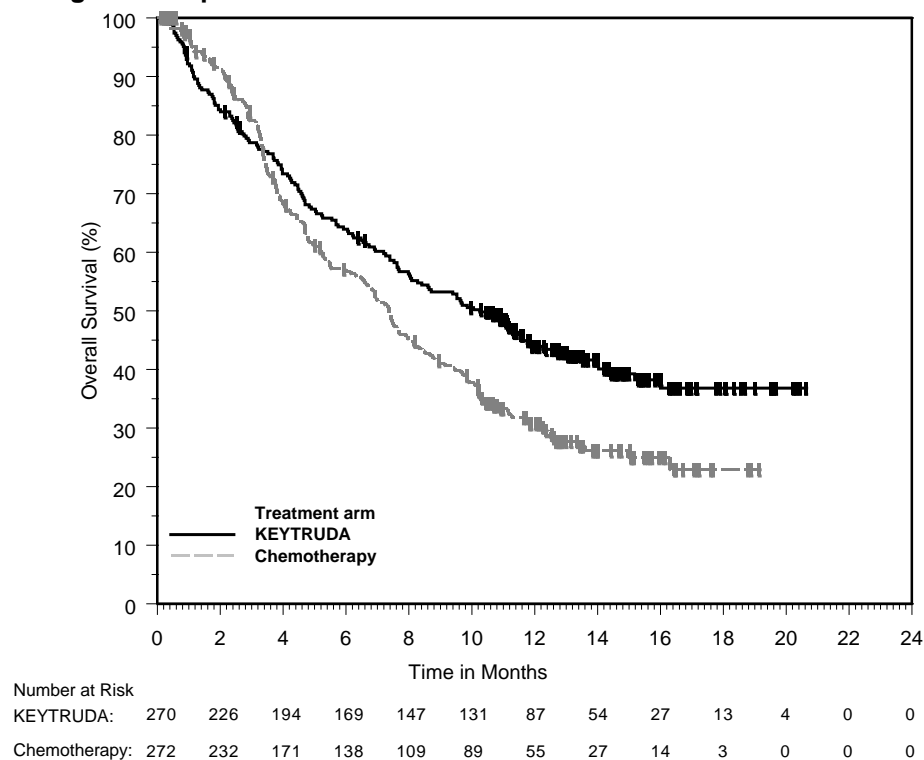 100
90
80
70
60
50
40
30
20
10
0
Overall Survival (%)
Treatment arm
KEYTRUDA
Chemotherapy
0 2 4 6 8 10 12 14 16 18 20 22 24
Time in Months
Number at Risk
KEYTRUDA: 270 226 194 169 147 131 87 54 27 13 4 0 0
Chemotherapy: 272 232 171 138 109 89 55 27 14 3 0 0 0